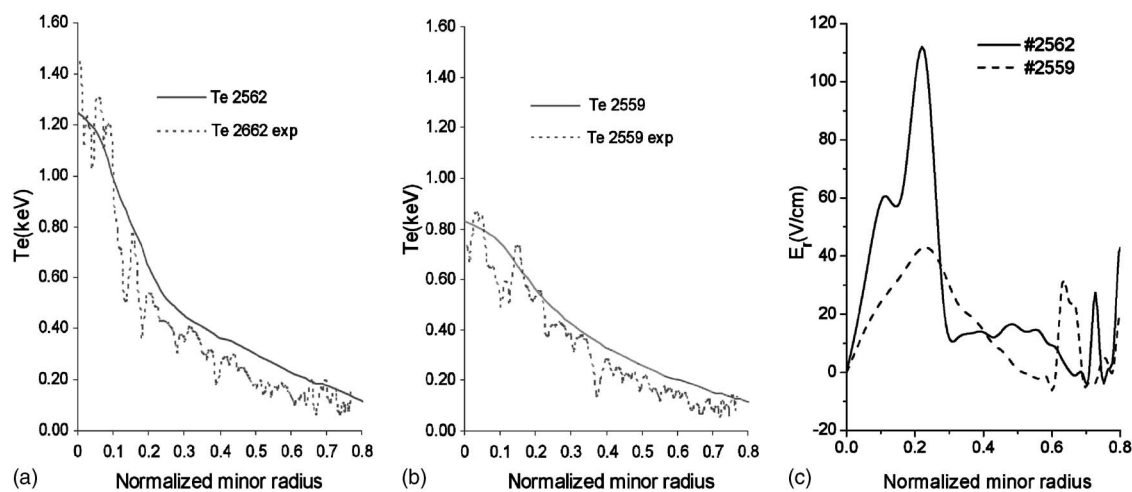 1.60
1.40
1.20
1.00
0.80
0.60
0.40
0.20
0.00
Te(keV)
Te 2562
Te 2662 exp
0 0.1 0.2 0.3 0.4 0.5 0.6 0.7 0.8
Normalized minor radius
(a)
1.60
1.40
1.20
1.00
0.80
0.60
0.40
0.20
0.00
Te(keV)
Te 2559
Te 2559 exp
0 0.1 0.2 0.3 0.4 0.5 0.6 0.7 0.8
Normalized minor radius
(b)
120
100
80
60
40
20
0
-20
Er(V/cm)
#2562
#2559
0.0 0.2 0.4 0.6 0.8
Normalized minor radius
(c)